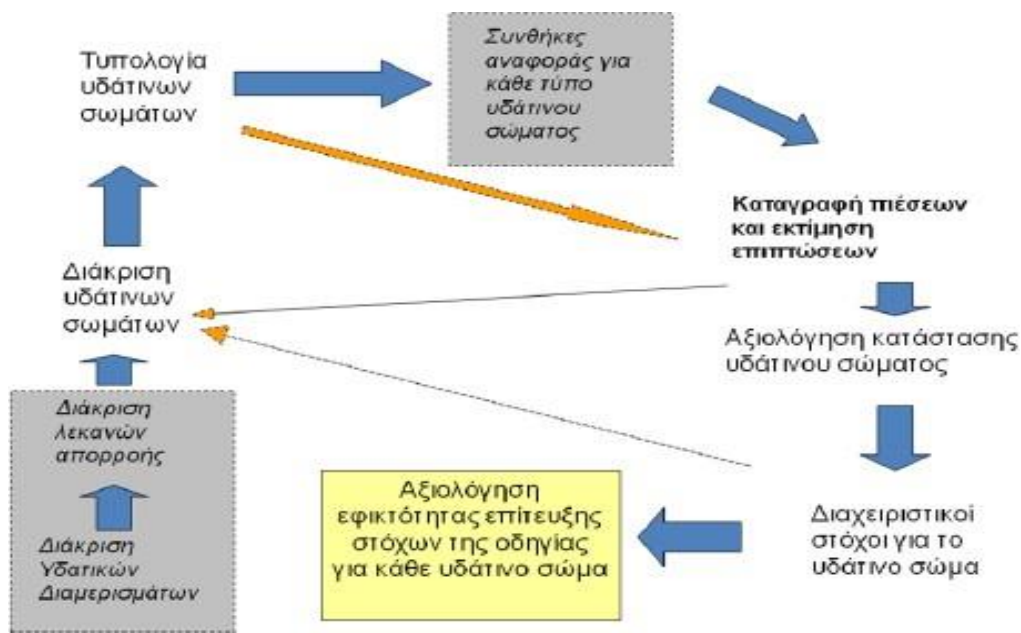 Τυπολογία
υδάτινων
σωμάτων
Συνθήκες
αναφοράς για
κάθε τύπο
υδάτινου
σώματος
Καταγραφή πιέσεων
και εκτίμηση
επιπτώσεων
Διάκριση
υδάτινων
σωμάτων
Αξιολόγηση κατάστασης
υδάτινου σώματος
Διάκριση
λεκανών
απορροής
Διάκριση
Υδατικών
Διαμερισμάτων
Αξιολόγηση
εφικτότητας επίτευξης
στόχων της οδηγίας
για κάθε υδάτινο σώμα
Διαχειριστικοί
στόχοι για το
υδάτινο σώμα